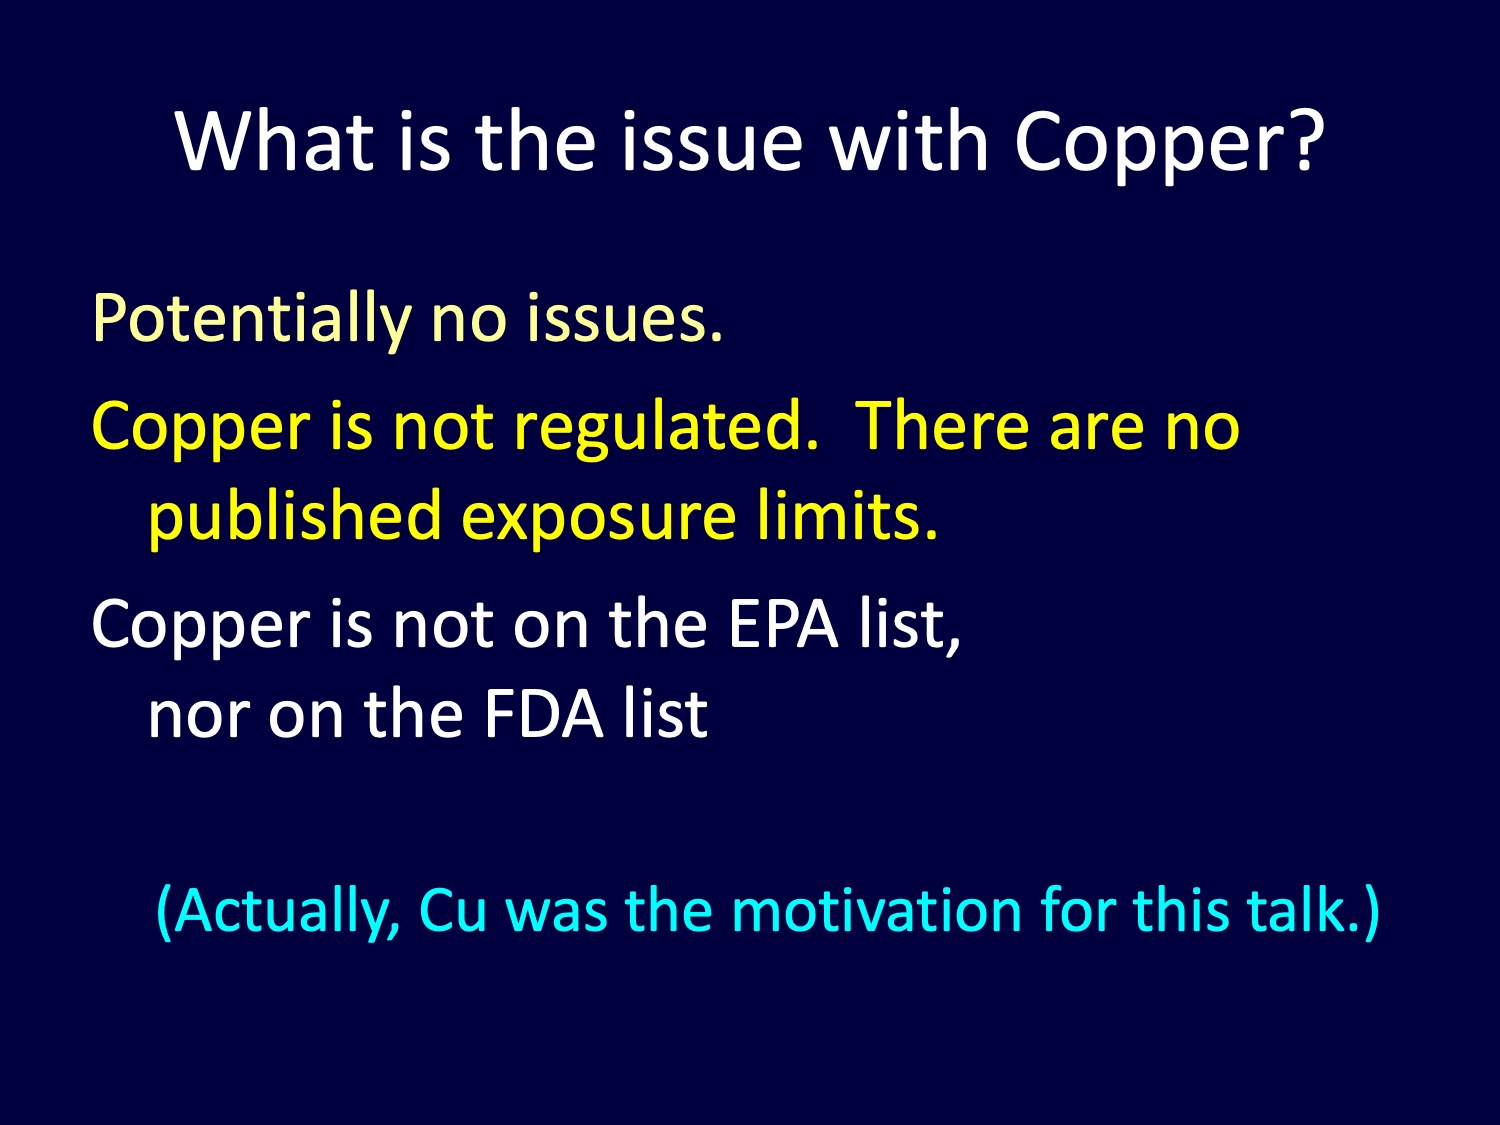 What is the issue with Copper?
Potentially no issues.
Copper is not regulated.  There are no
published exposure limits.
Copper is not on the EPA list,
nor on the FDA list
(Actually, Cu was the motivation for this talk.)